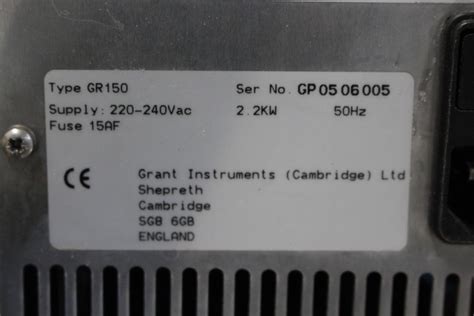 Type GR150 Ser No. GP0506005
Supply: 220-240Vac 2.2KW 50Hz
Fuse 15AF
CE Grant Instruments (Cambridge) Ltd
Shepreth
Cambridge
SG8 6GB
ENGLAND